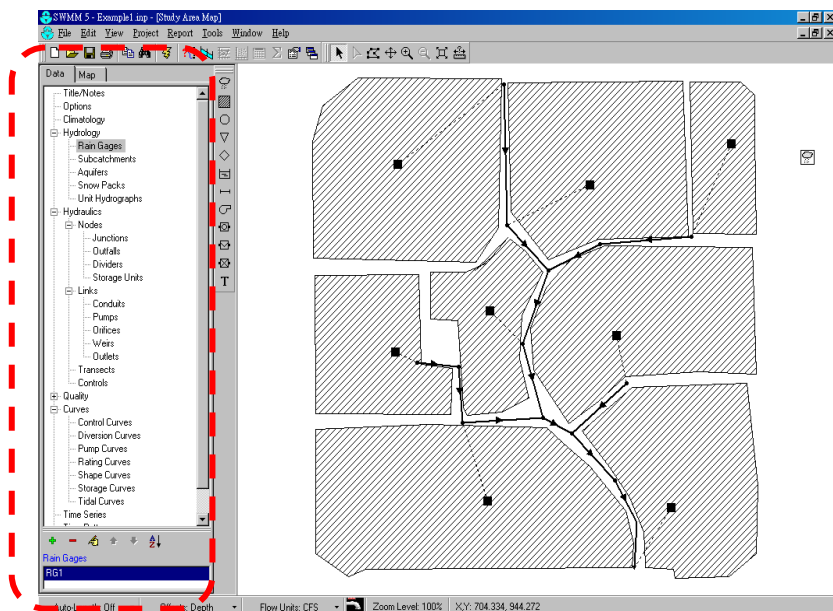 SWMM 5 - Example1.inp - [Study Area Map]
File Edit View Project Report Tools Window Help
Data Map
Title/Notes
Options
Climatology
Hydrology
Rain Gages
Subcatchments
Aquifers
Snow Packs
Unit Hydrographs
Hydraulics
Nodes
Junctions
Outfalls
Dividers
Storage Units
Links
Conduits
Pumps
Orifices
Weirs
Outlets
Transects
Controls
Quality
Curves
Control Curves
Diversion Curves
Pump Curves
Rating Curves
Shape Curves
Storage Curves
Tidal Curves
Time Series
Rain Gages
RG1
T
Auto-Length: Off Offsets: Depth Flow Units: CFS Zoom Level: 100% X,Y: 704.334, 944.272